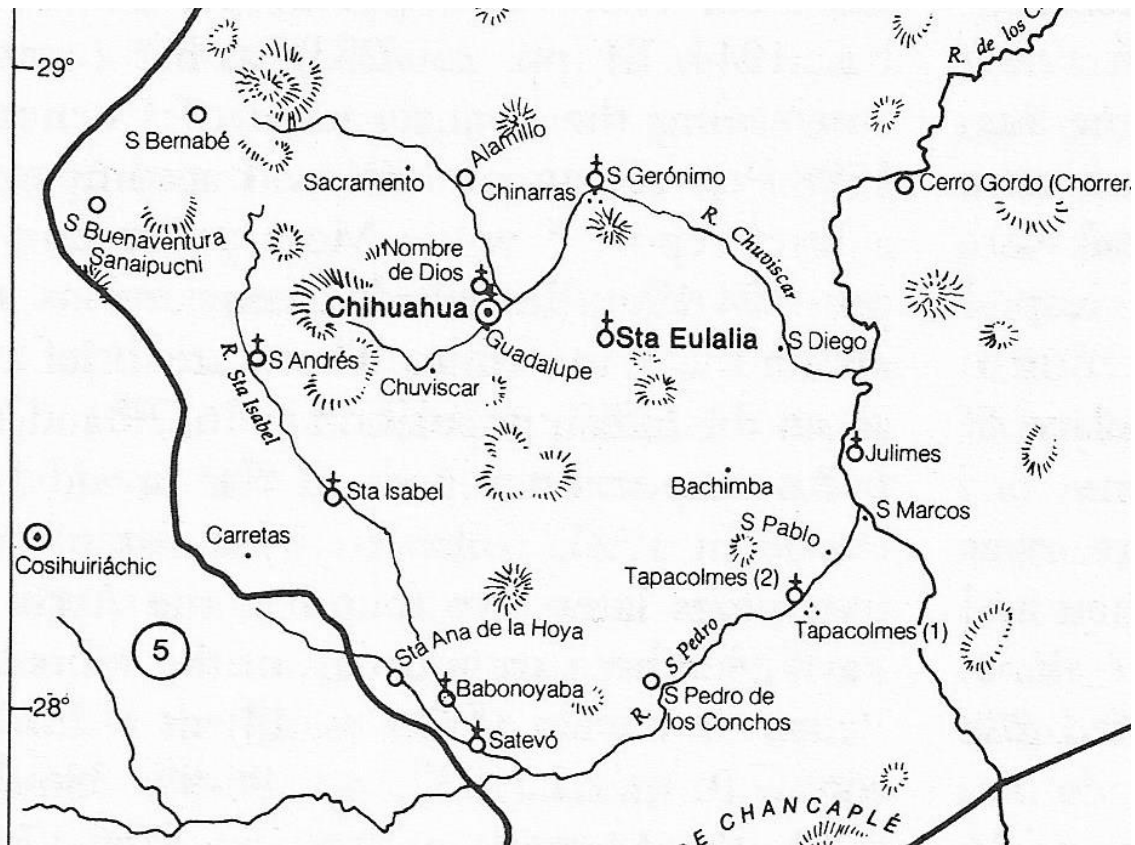 R. de los C
29°
S Bernabé
Alamillo
Sacramento
Chinarras
S Gerónimo
Cerro Gordo (Chorrera
S Buenaventura
Sanaipuchi
R. Chuviscar
Nombre
de Dios
Chihuahua
Guadalupe
Sta Eulalia
S Diego
S Andrés
R. Sta Isabel
Chuviscar
Julimes
Sta Isabel
Bachimba
S Marcos
Carretas
S Pablo
Cosihuiriáchic
Tapacolmes (2)
Tapacolmes (1)
5
Sta Ana de la Hoya
R. S Pedro
Babonoyaba
S Pedro de
los Conchos
28°
Satevó
DE CHANCAPLÉ